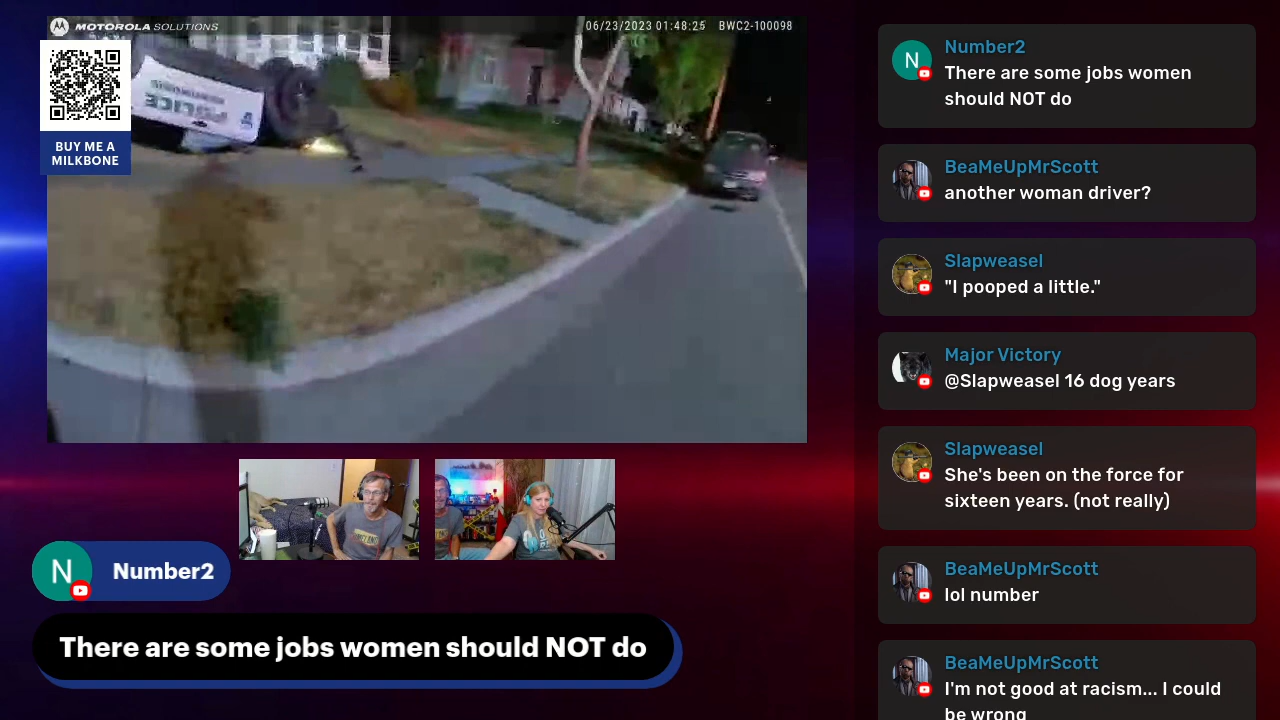 MOTOROLA SOLUTIONS
06/23/2023 01:48:25 BWC2-100098
BUY ME A
MILKBONE
POLICE
Number2
There are some jobs women should NOT do
Number2
There are some jobs women
should NOT do
BeaMeUpMrScott
another woman driver?
Slapweasel
"I pooped a little."
Major Victory
@Slapweasel 16 dog years
Slapweasel
She's been on the force for
sixteen years. (not really)
BeaMeUpMrScott
lol number
BeaMeUpMrScott
I'm not good at racism... I could
be wrong